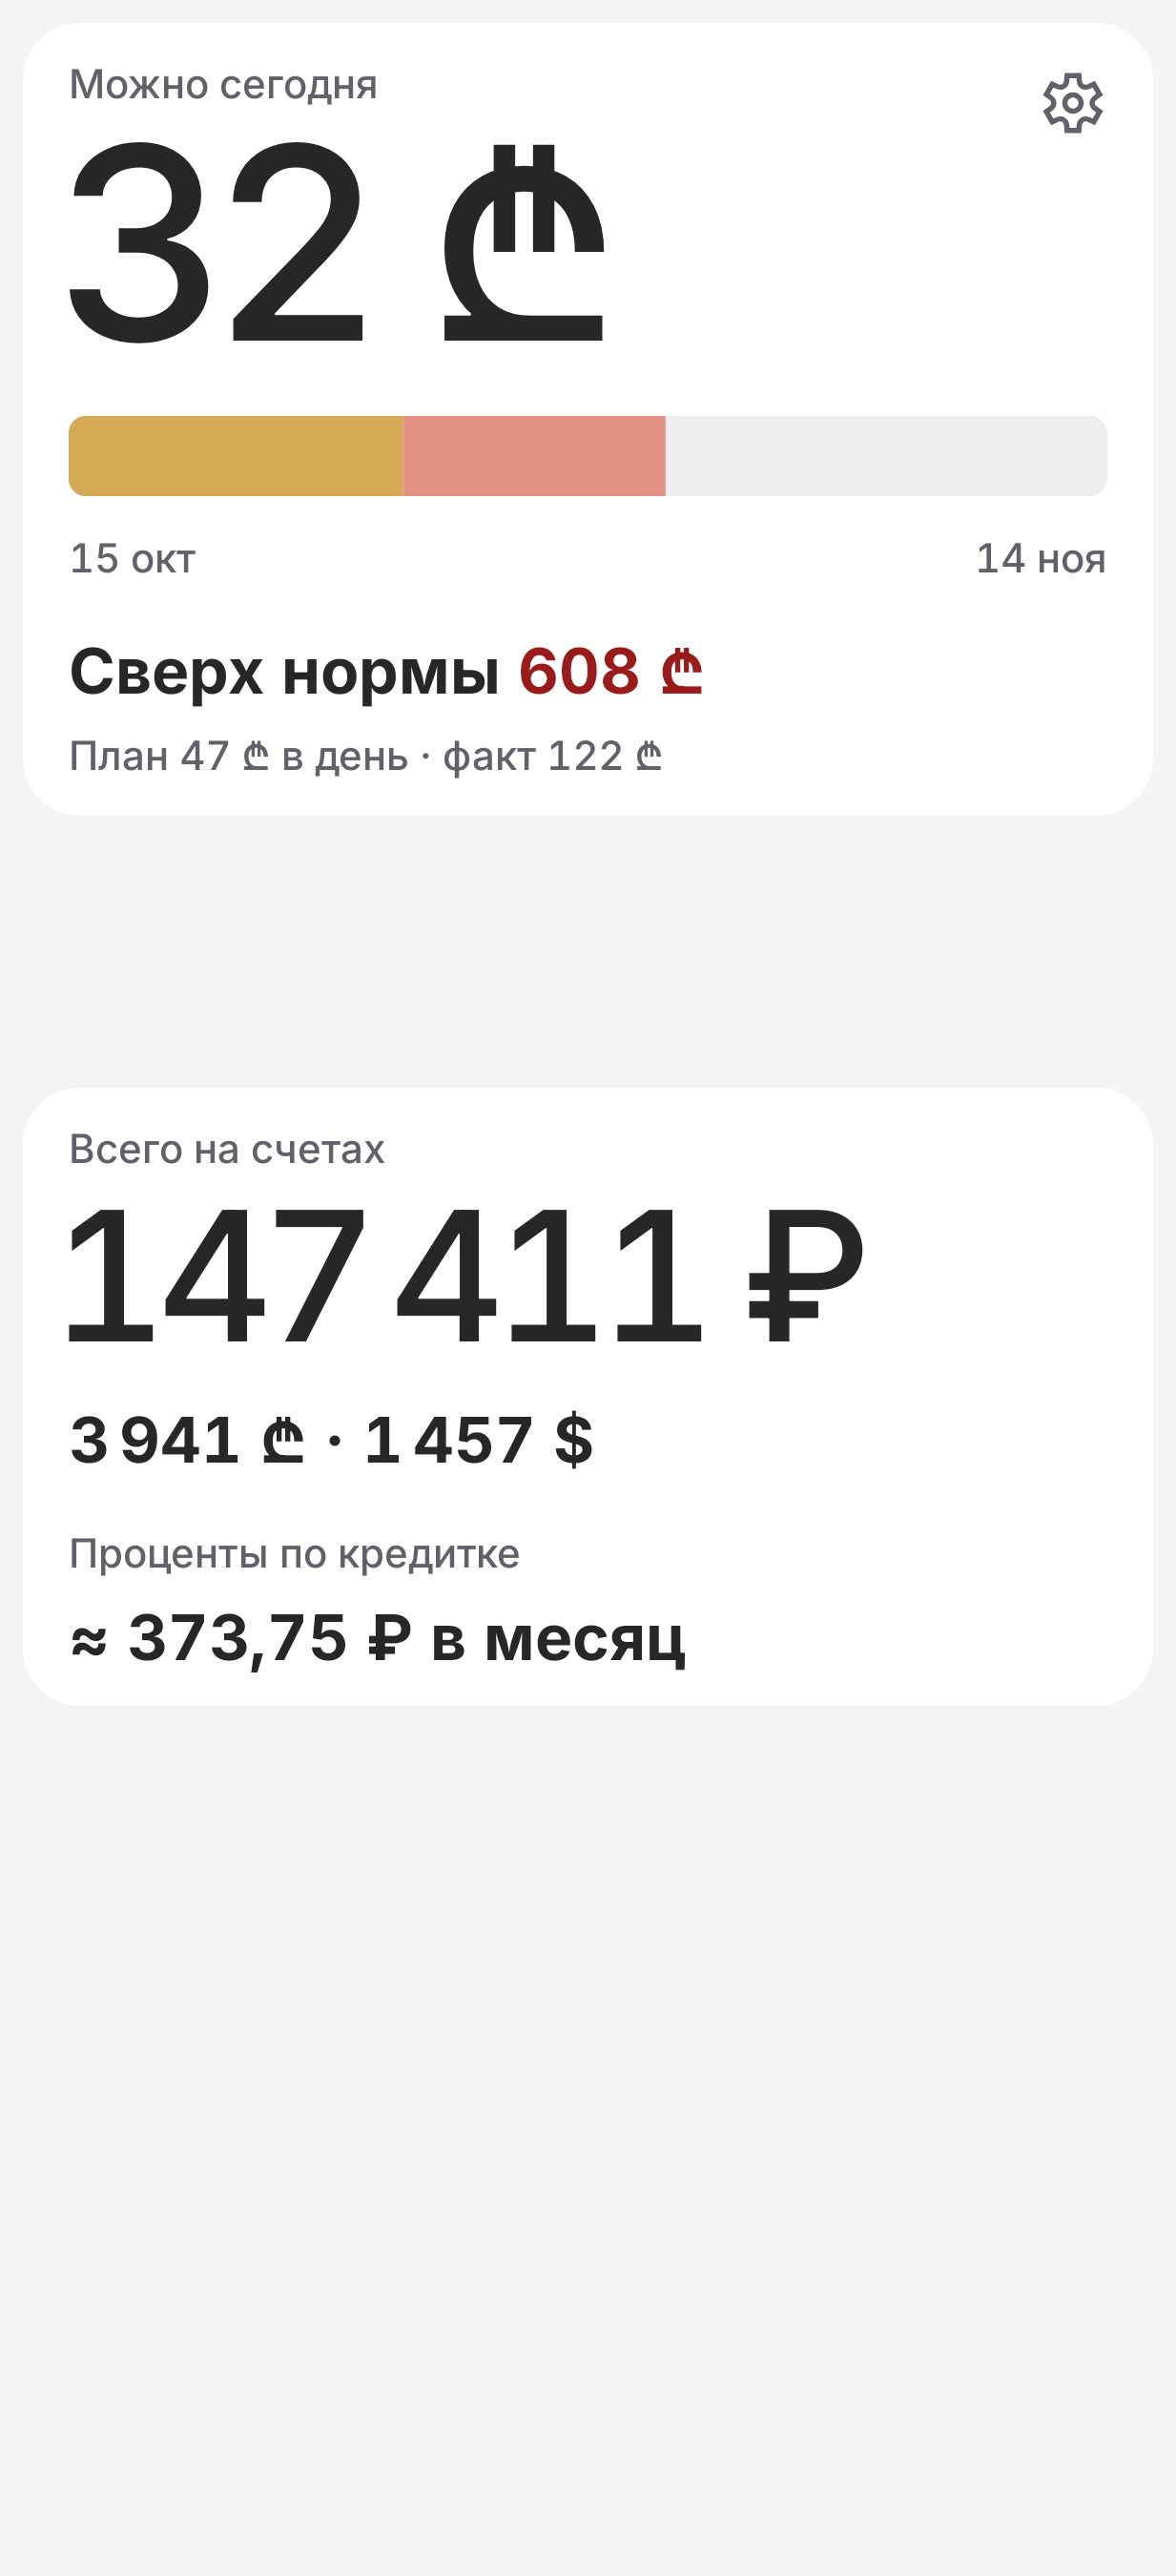 Можно сегодня
32 ₾
15 окт
14 ноя
Сверх нормы 608 ₾
План 47 ₾ в день · факт 122 ₾
Всего на счетах
147 411 ₽
3 941 ₾ · 1 457 $
Проценты по кредитке
≈ 373,75 ₽ в месяц